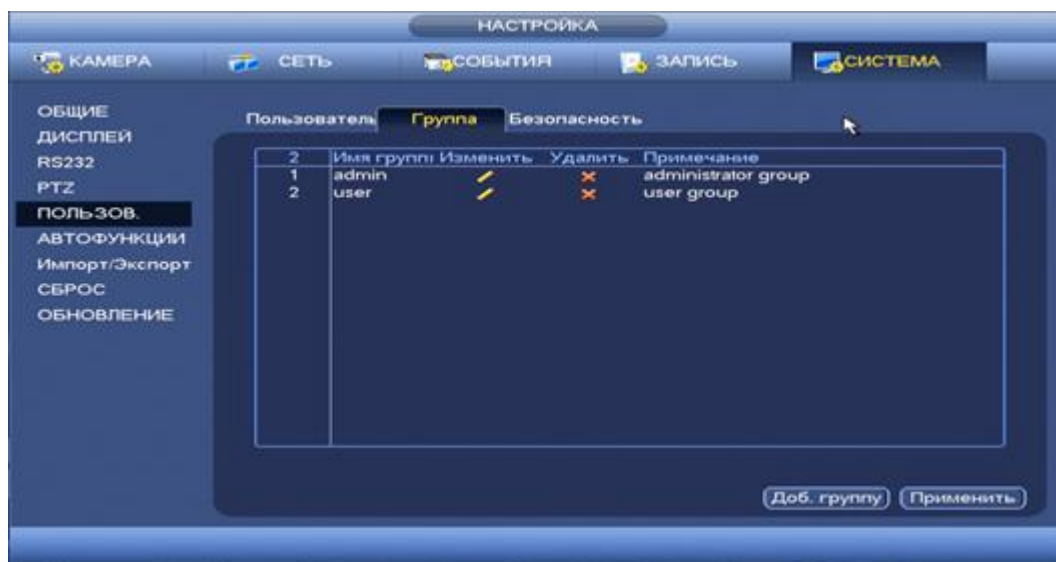 НАСТРОЙКА
КАМЕРА СЕТЬ СОБЫТИЯ ЗАПИСЬ СИСТЕМА
ОБЩИЕ
ДИСПЛЕЙ
RS232
PTZ
ПОЛЬЗОВ.
АВТОФУНКЦИИ
Импорт/Экспорт
СБРОС
ОБНОВЛЕНИЕ
Пользователь Группа Безопасность
2 Имя групп Изменить Удалить Примечание
1 admin administrator group
2 user user group
Доб. группу Применить